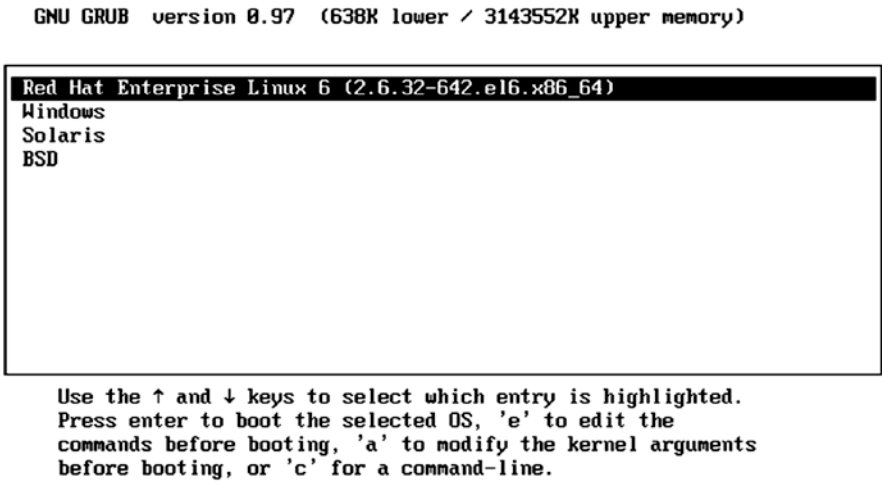 GNU GRUB  version 0.97  (638K lower / 3143552K upper memory)
Red Hat Enterprise Linux 6 (2.6.32-642.el6.x86_64)
Windows
Solaris
BSD
Use the ↑ and ↓ keys to select which entry is highlighted.
Press enter to boot the selected OS, 'e' to edit the
commands before booting, 'a' to modify the kernel arguments
before booting, or 'c' for a command-line.